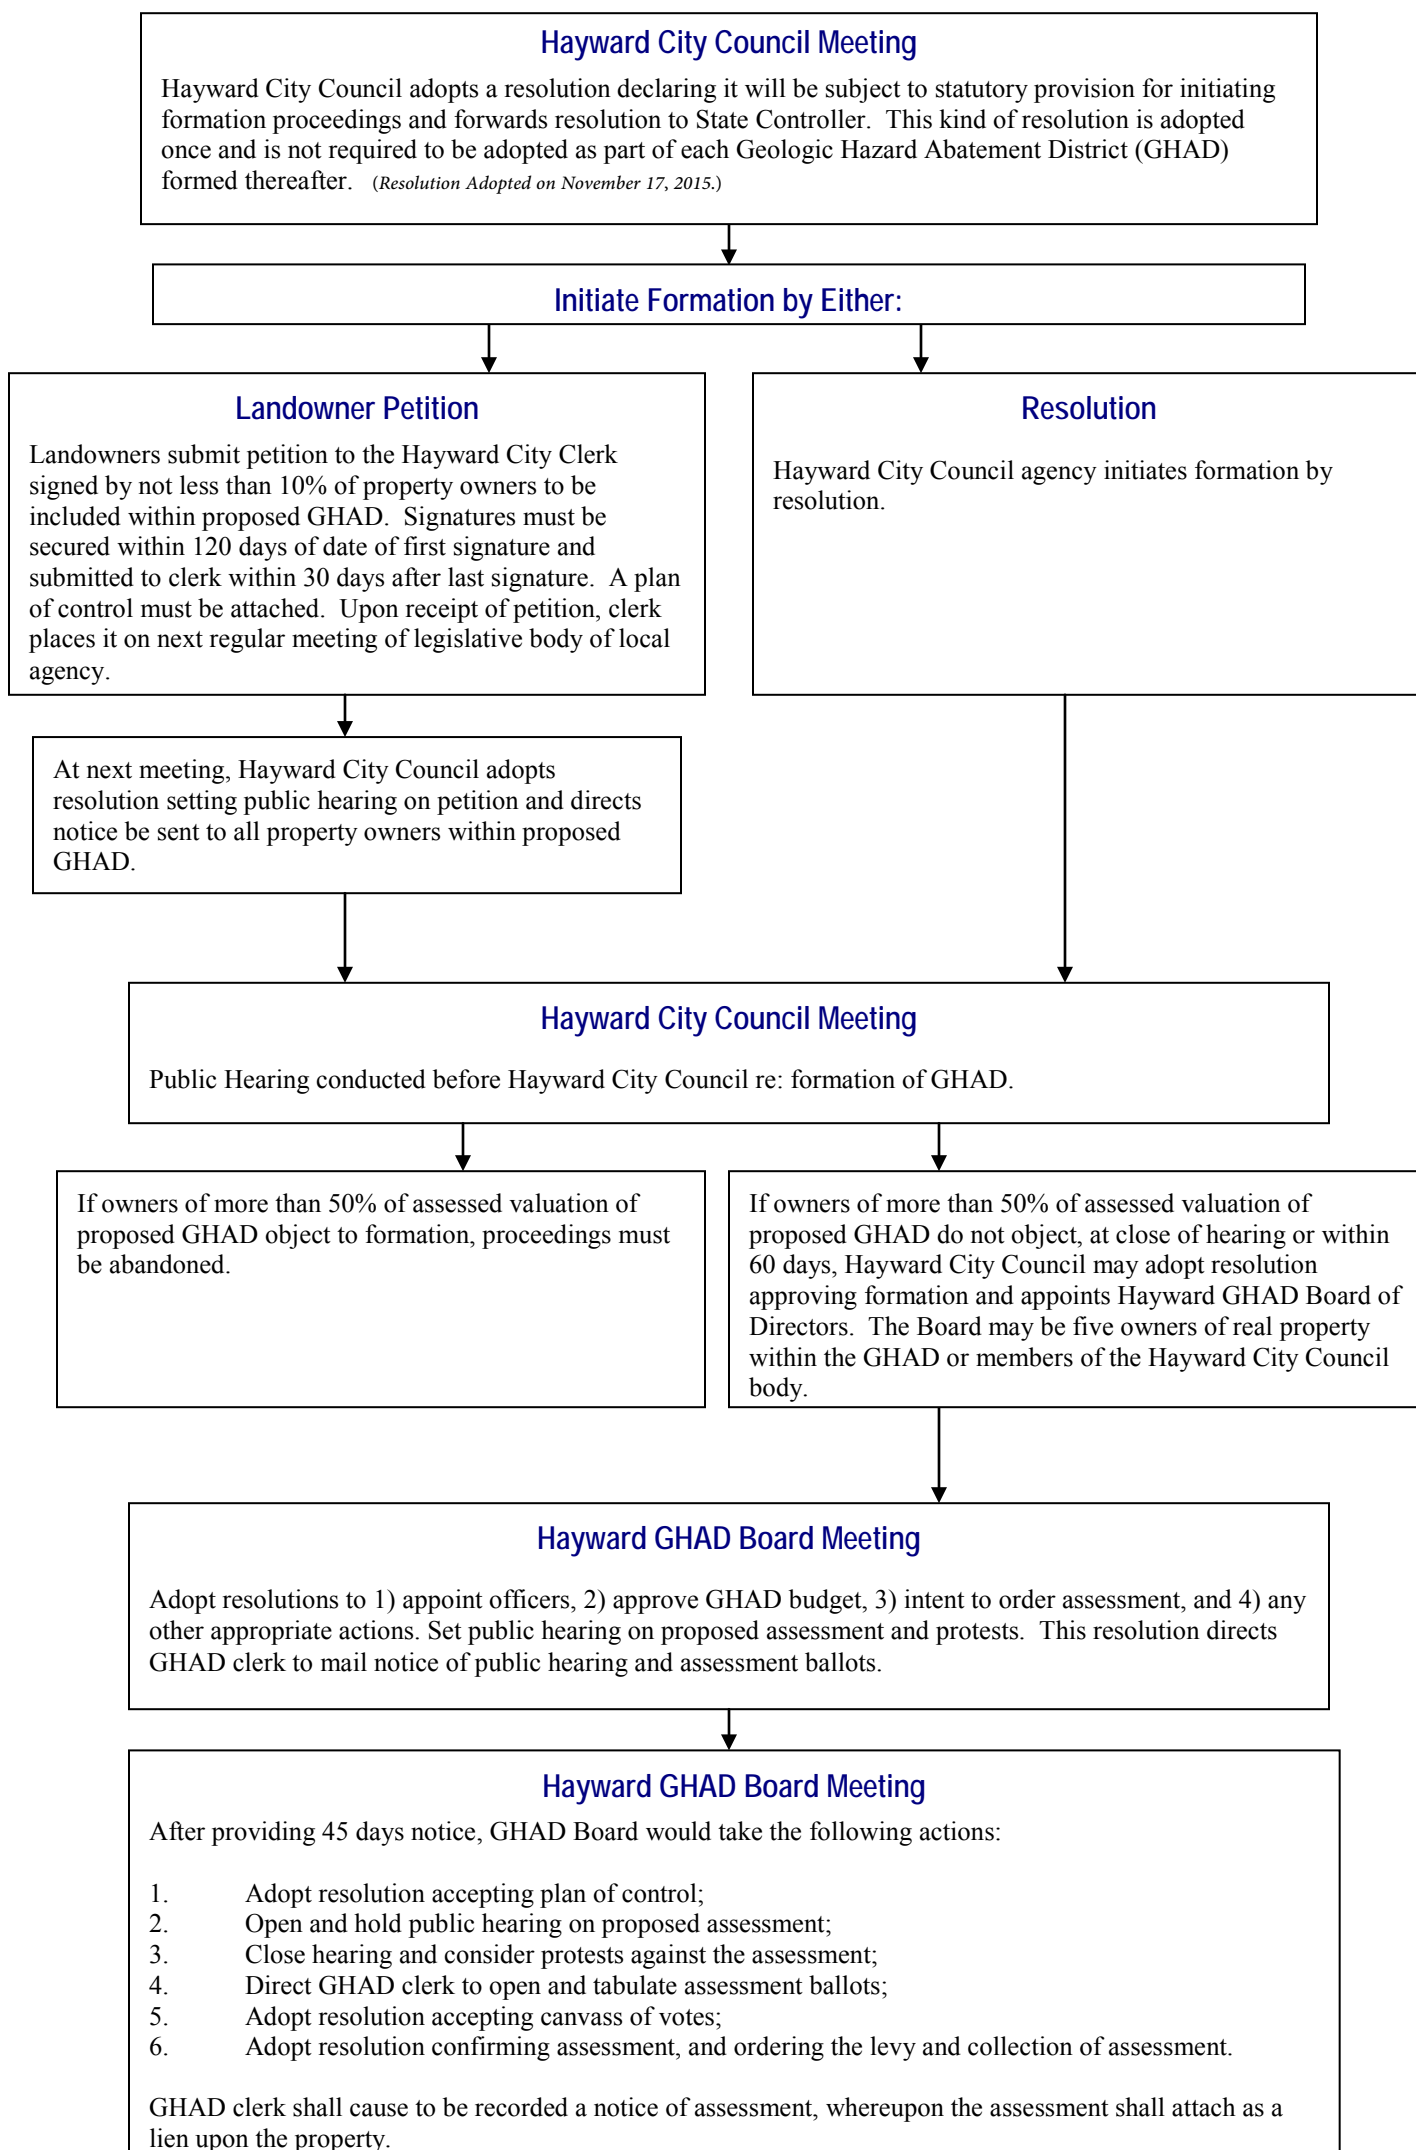 Hayward City Council Meeting
Hayward City Council adopts a resolution declaring it will be subject to statutory provision for initiating
formation proceedings and forwards resolution to State Controller.  This kind of resolution is adopted
once and is not required to be adopted as part of each Geologic Hazard Abatement District (GHAD)
formed thereafter.   (Resolution Adopted on November 17, 2015.)
Initiate Formation by Either:
Landowner Petition
Landowners submit petition to the Hayward City Clerk
signed by not less than 10% of property owners to be
included within proposed GHAD.  Signatures must be
secured within 120 days of date of first signature and
submitted to clerk within 30 days after last signature.  A plan
of control must be attached.  Upon receipt of petition, clerk
places it on next regular meeting of legislative body of local
agency.
Resolution
Hayward City Council agency initiates formation by
resolution.
At next meeting, Hayward City Council adopts
resolution setting public hearing on petition and directs
notice be sent to all property owners within proposed
GHAD.
Hayward City Council Meeting
Public Hearing conducted before Hayward City Council re: formation of GHAD.
If owners of more than 50% of assessed valuation of
proposed GHAD object to formation, proceedings must
be abandoned.
If owners of more than 50% of assessed valuation of
proposed GHAD do not object, at close of hearing or within
60 days, Hayward City Council may adopt resolution
approving formation and appoints Hayward GHAD Board of
Directors.  The Board may be five owners of real property
within the GHAD or members of the Hayward City Council
body.
Hayward GHAD Board Meeting
Adopt resolutions to 1) appoint officers, 2) approve GHAD budget, 3) intent to order assessment, and 4) any
other appropriate actions. Set public hearing on proposed assessment and protests.  This resolution directs
GHAD clerk to mail notice of public hearing and assessment ballots.
Hayward GHAD Board Meeting
After providing 45 days notice, GHAD Board would take the following actions:
1. Adopt resolution accepting plan of control;
2. Open and hold public hearing on proposed assessment;
3. Close hearing and consider protests against the assessment;
4. Direct GHAD clerk to open and tabulate assessment ballots;
5. Adopt resolution accepting canvass of votes;
6. Adopt resolution confirming assessment, and ordering the levy and collection of assessment.
GHAD clerk shall cause to be recorded a notice of assessment, whereupon the assessment shall attach as a
lien upon the property.